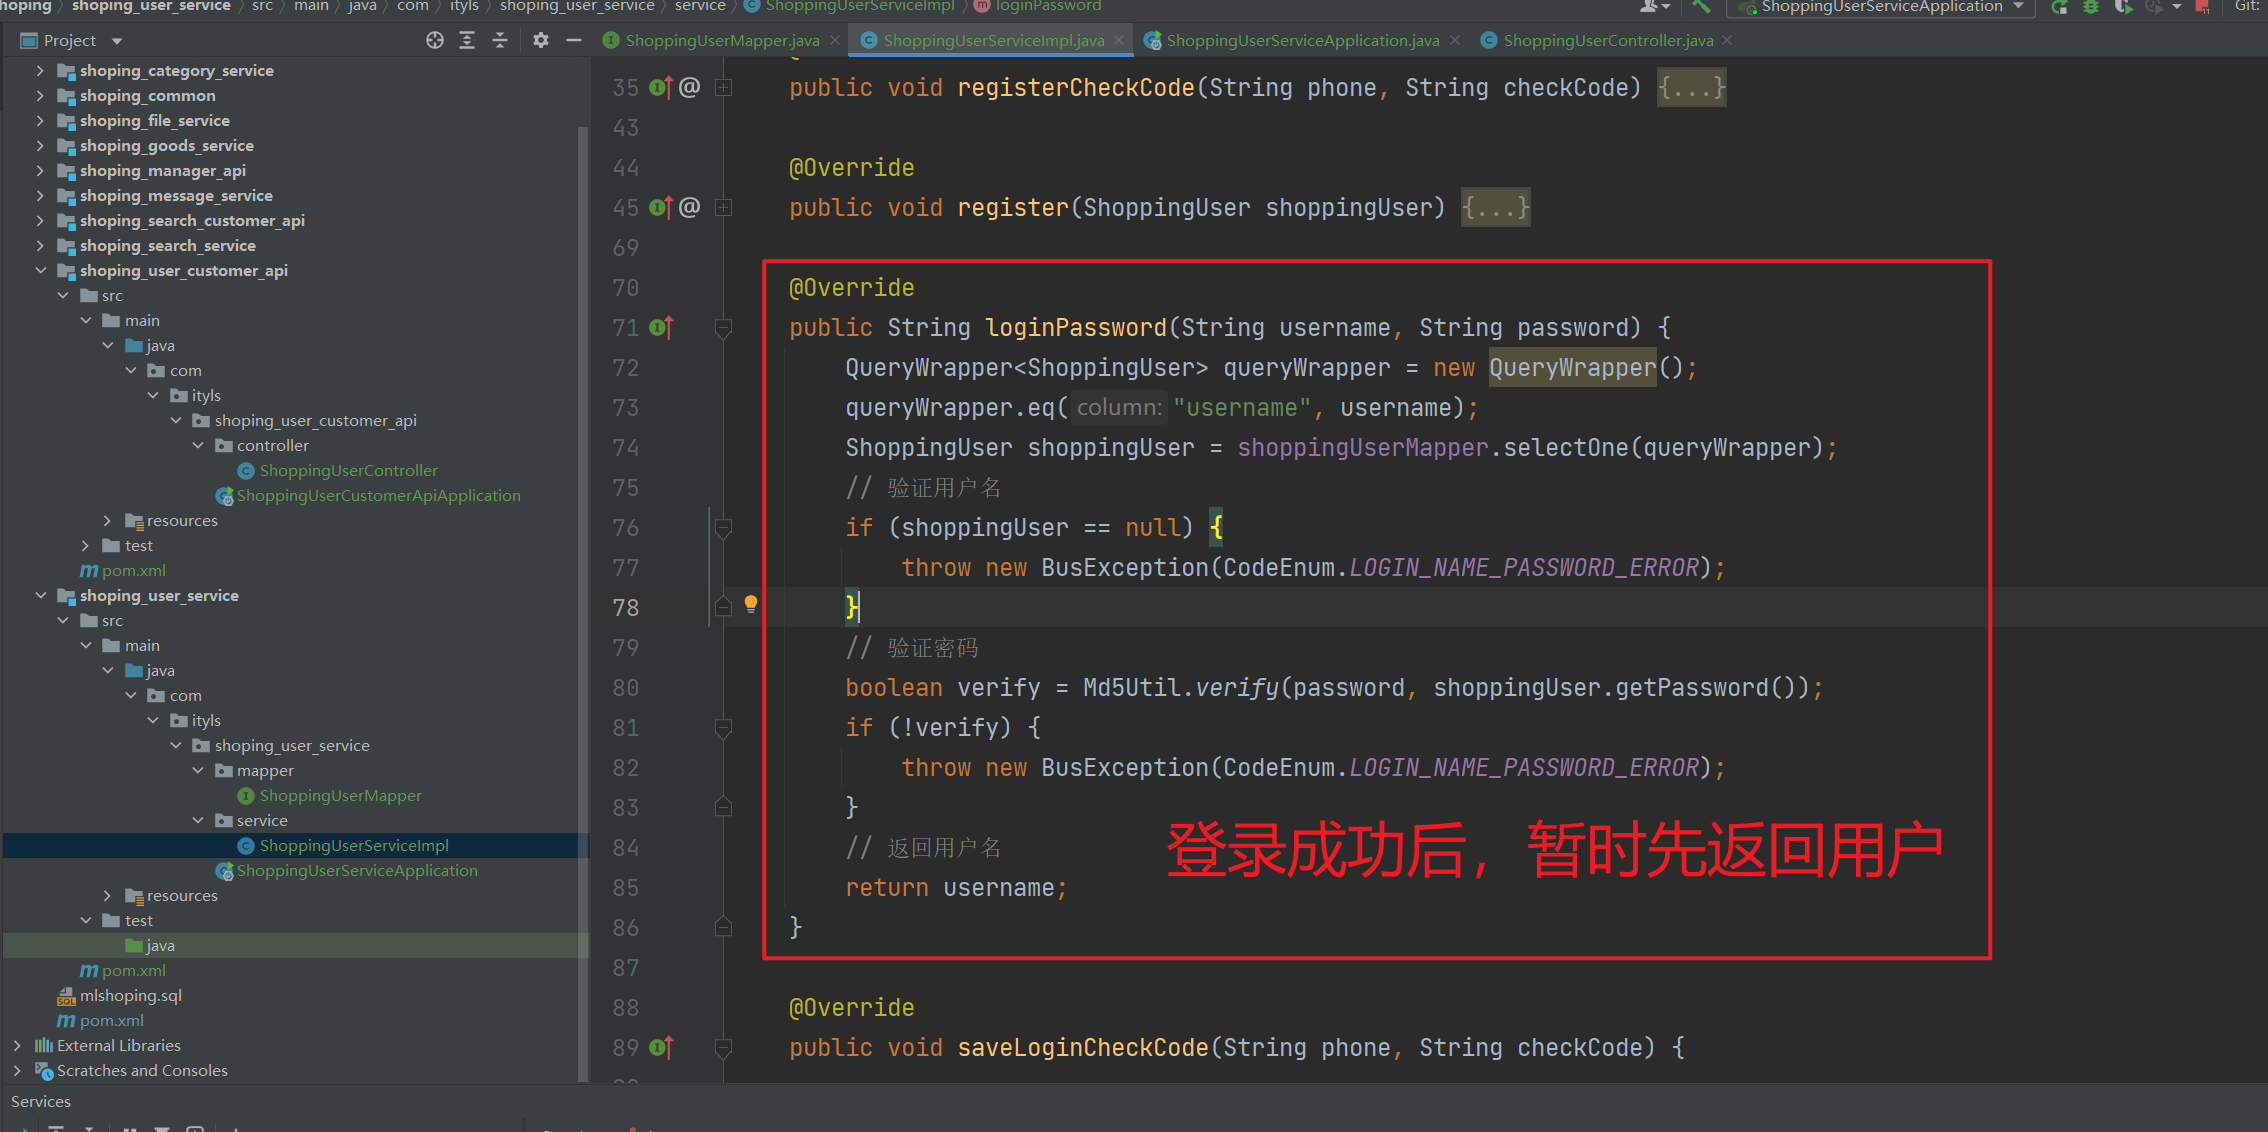 shoping shoping_user_service src main java com ityls shoping_user_service service ShoppingUserServiceImpl loginPassword
ShoppingUserServiceApplication
Git:
Project
ShoppingUserMapper.java
ShoppingUserServiceImpl.java
ShoppingUserServiceApplication.java
ShoppingUserController.java
shoping_category_service
shoping_common
shoping_file_service
shoping_goods_service
shoping_manager_api
shoping_message_service
shoping_search_customer_api
shoping_search_service
shoping_user_customer_api
src
main
java
com
ityls
shoping_user_customer_api
controller
ShoppingUserController
ShoppingUserCustomerApiApplication
resources
test
pom.xml
shoping_user_service
src
main
java
com
ityls
shoping_user_service
mapper
ShoppingUserMapper
service
ShoppingUserServiceImpl
ShoppingUserServiceApplication
resources
test
java
pom.xml
mlshoping.sql
pom.xml
External Libraries
Scratches and Consoles
Services
35 @ public void registerCheckCode(String phone, String checkCode) {...}
43
44 @Override
45 @ public void register(ShoppingUser shoppingUser) {...}
69
70 @Override
71 public String loginPassword(String username, String password) {
72 QueryWrapper<ShoppingUser> queryWrapper = new QueryWrapper();
73 queryWrapper.eq( column: "username", username);
74 ShoppingUser shoppingUser = shoppingUserMapper.selectOne(queryWrapper);
75 // 验证用户名
76 if (shoppingUser == null) {
77 throw new BusException(CodeEnum.LOGIN_NAME_PASSWORD_ERROR);
78 }
79 // 验证密码
80 boolean verify = Md5Util.verify(password, shoppingUser.getPassword());
81 if (!verify) {
82 throw new BusException(CodeEnum.LOGIN_NAME_PASSWORD_ERROR);
83 }
84 // 返回用户名
85 return username;
86 }
87
88 @Override
89 public void saveLoginCheckCode(String phone, String checkCode) {
登录成功后，暂时先返回用户